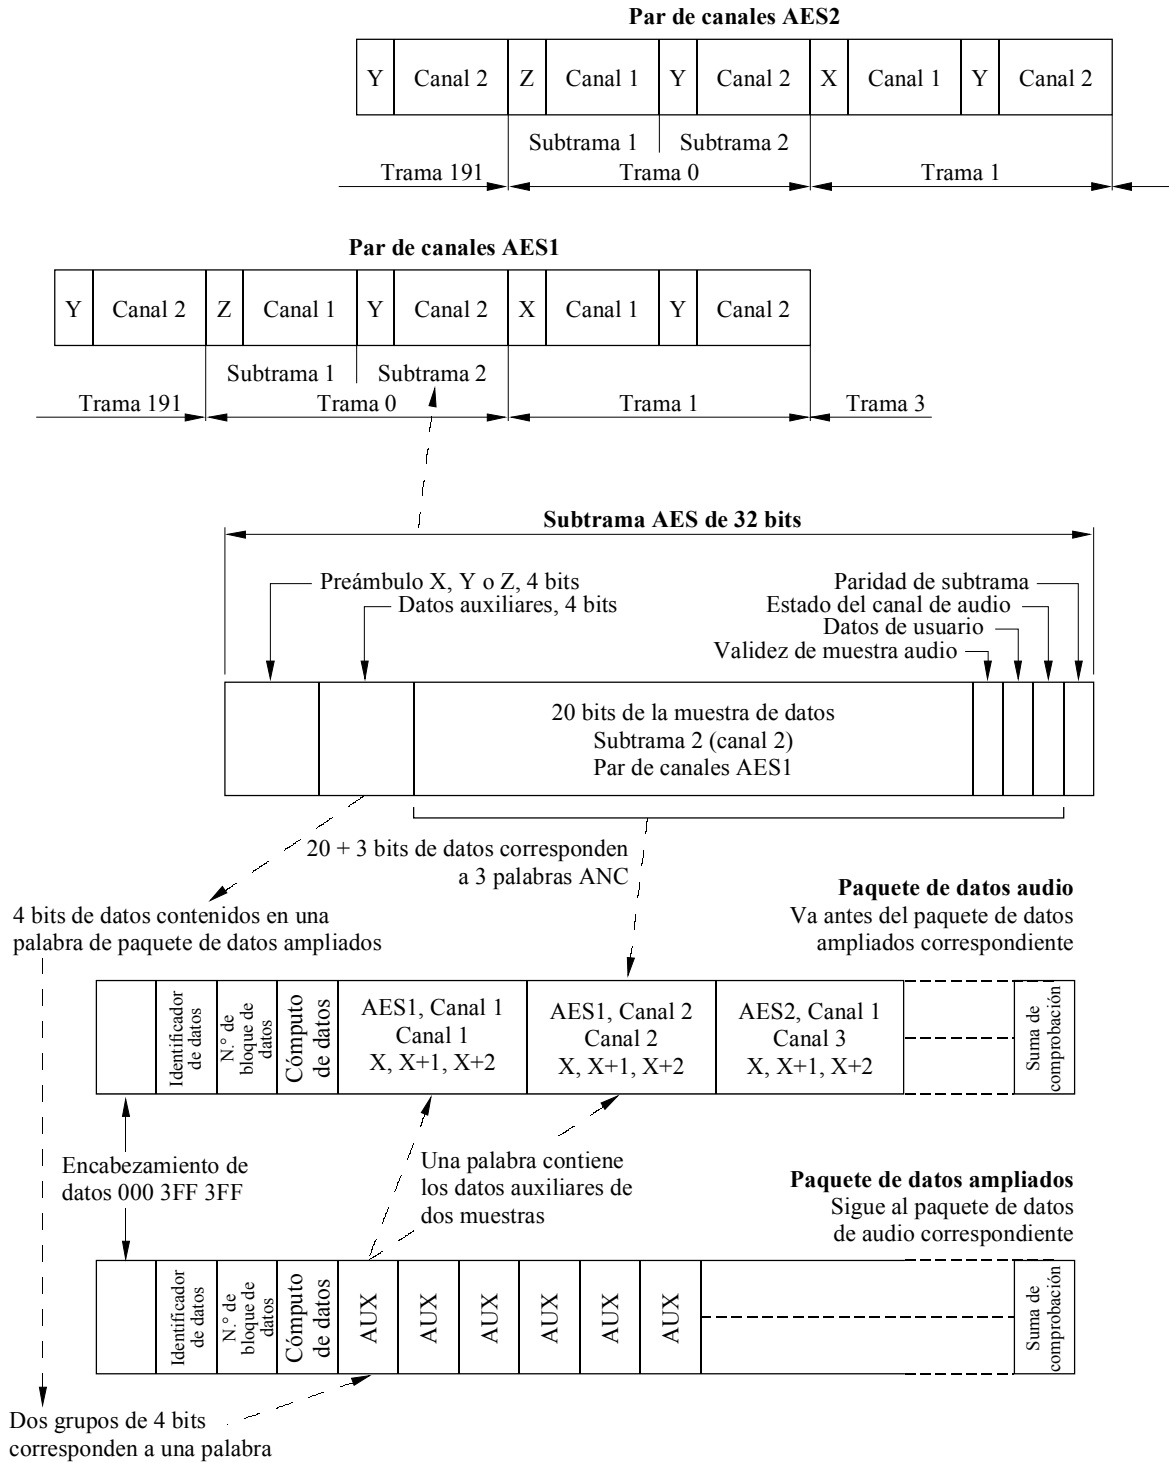 Par de canales AES2
Y Canal 2 Z Canal 1 Y Canal 2 X Canal 1 Y Canal 2
Subtrama 1 Subtrama 2
Trama 191 Trama 0 Trama 1
Par de canales AES1
Y Canal 2 Z Canal 1 Y Canal 2 X Canal 1 Y Canal 2
Subtrama 1 Subtrama 2
Trama 191 Trama 0 Trama 1 Trama 3
Subtrama AES de 32 bits
Preámbulo X, Y o Z, 4 bits
Datos auxiliares, 4 bits
Paridad de subtrama
Estado del canal de audio
Datos de usuario
Validez de muestra audio
20 bits de la muestra de datos
Subtrama 2 (canal 2)
Par de canales AES1
20 + 3 bits de datos corresponden
a 3 palabras ANC
4 bits de datos contenidos en una
palabra de paquete de datos ampliados
Paquete de datos audio
Va antes del paquete de datos
ampliados correspondiente
Identificador
de datos
N.° de
bloque de
datos
Cómputo
de datos
AES1, Canal 1
Canal 1
X, X+1, X+2
AES1, Canal 2
Canal 2
X, X+1, X+2
AES2, Canal 1
Canal 3
X, X+1, X+2
Suma de
comprobación
Encabezamiento de
datos 000 3FF 3FF
Una palabra contiene
los datos auxiliares de
dos muestras
Paquete de datos ampliados
Sigue al paquete de datos
de audio correspondiente
Identificador
de datos
N.° de
bloque de
datos
Cómputo
de datos
AUX
AUX
AUX
AUX
AUX
AUX
Suma de
comprobación
Dos grupos de 4 bits
corresponden a una palabra